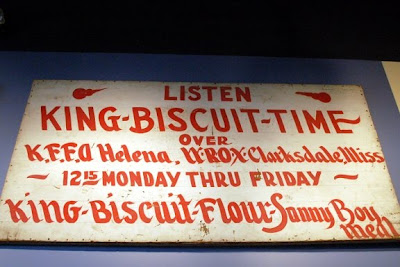 LISTEN
KING-BISCUIT-TIME-
OVER
K.F.F.A Helena, W-ROX-Clarksdale, Miss
- 12 15 MONDAY THRU FRIDAY -
King-Biscuit-Flour-Sonny Boy
Meal